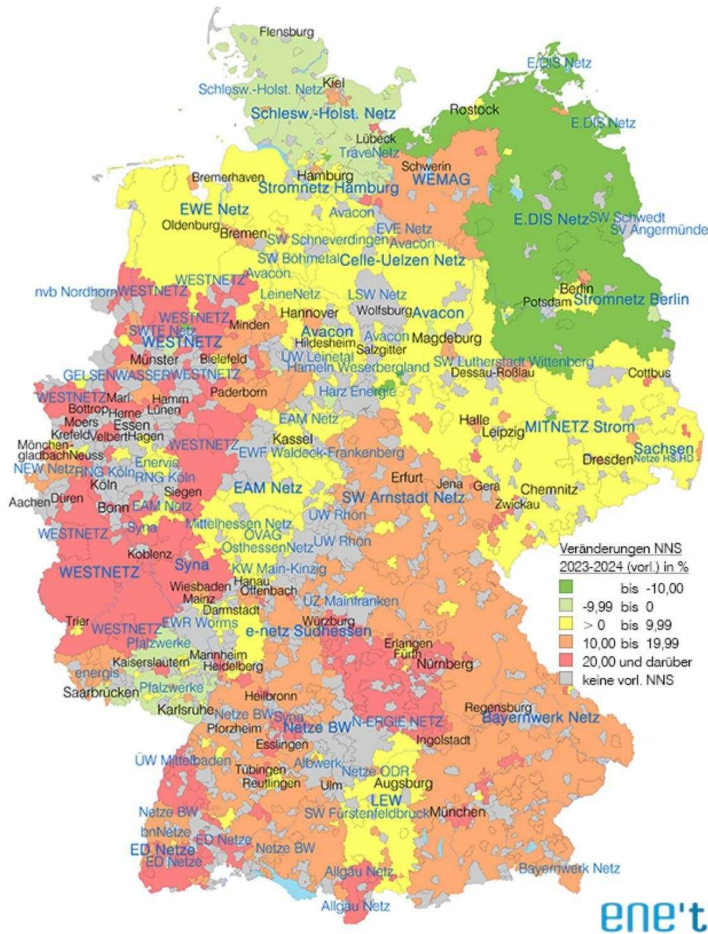 Flensburg
E.DIS Netz
Kiel
Schlesw.-Holst. Netz
Schlesw.-Holst. Netz
Rostock
E.DIS Netz
Lübeck
TraveNetz
Schwerin
WEMAG
Bremerhaven
Hamburg
Stromnetz Hamburg
EWE Netz
Avacon
E.DIS Netz
SW Schwedt
SV Angermünde
Oldenburg
Bremen
EVE Netz
SW Schneverdingen
Avacon
SW Böhmetal
Celle-Uelzen Netz
WESTNETZ
Avacon
nvb Nordhorn
WESTNETZ
LeineNetz
LSW Netz
Berlin
Potsdam
Stromnetz Berlin
WESTNETZ
Hannover
Wolfsburg
Avacon
SWTE Netz
Minden
Avacon
WESTNETZ
Hildesheim
Magdeburg
Münster
Bielefeld
ÜW Leinetal
Salzgitter
Avacon
GELSENWASSER
WESTNETZ
Hameln Weserbergland
SW Lutherstadt Wittenberg
Dessau-Roßlau
Cottbus
WESTNETZ
Marl
Hamm
Paderborn
Harz Energie
Bottrop
Herne
Lünen
Moers
Essen
EAM Netz
Halle
MITNETZ Strom
Krefeld
Velbert
Hagen
WESTNETZ
Kassel
Leipzig
Mönchen-
gladbach
Neuss
Enervie
EWF Waldeck-Frankenberg
Sachsen
Netze HS.HD
Dresden
NEW Netz
RNG Köln
RNG Köln
Erfurt
Jena
Gera
Chemnitz
Köln
Siegen
EAM Netz
SW Arnstadt Netz
Zwickau
Aachen
Düren
Bonn
EAM Netz
ÜW Rhön
Syna
Mittelhessen Netz
WESTNETZ
OVAG
OsthessenNetz
ÜW Rhön
Koblenz
Syna
KW Main-Kinzig
WESTNETZ
Veränderungen NNS
2023-2024 (vorl.) in %
bis -10,00
-9,99 bis 0
> 0 bis 9,99
10,00 bis 19,99
20,00 und darüber
keine vorl. NNS
Wiesbaden
Hanau
Offenbach
Mainz
ÜZ Mainfranken
Darmstadt
Trier
WESTNETZ
EWR Worms
Würzburg
e-netz Südhessen
Pfalzwerke
Erlangen
Fürth
Mannheim
Kaiserslautern
Heidelberg
Nürnberg
energis
Saarbrücken
Pfalzwerke
Heilbronn
Regensburg
Karlsruhe
Netze BW
Syna
N-ERGIE NETZ
Bayernwerk Netz
Pforzheim
Netze BW
Esslingen
Ingolstadt
ÜW Mittelbaden
Albwerk
Tübingen
Netze ODR
Reutlingen
Ulm
Augsburg
LEW
Netze BW
SW Fürstenfeldbruck
München
bnNetze
ED Netze
ED Netze
ED Netze
Netze BW
Allgäu Netz
Bayernwerk Netz
Allgäu Netz
ene't